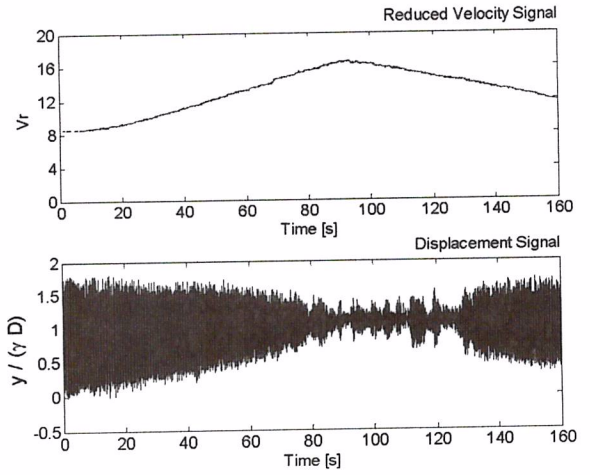 Reduced Velocity Signal
20
16
12
8
4
0
Vr
0 20 40 60 80 100 120 140 160
Time [s]
Displacement Signal
2
1.5
1
0.5
0
-0.5
y / (γ D)
0 20 40 60 80 100 120 140 160
Time [s]